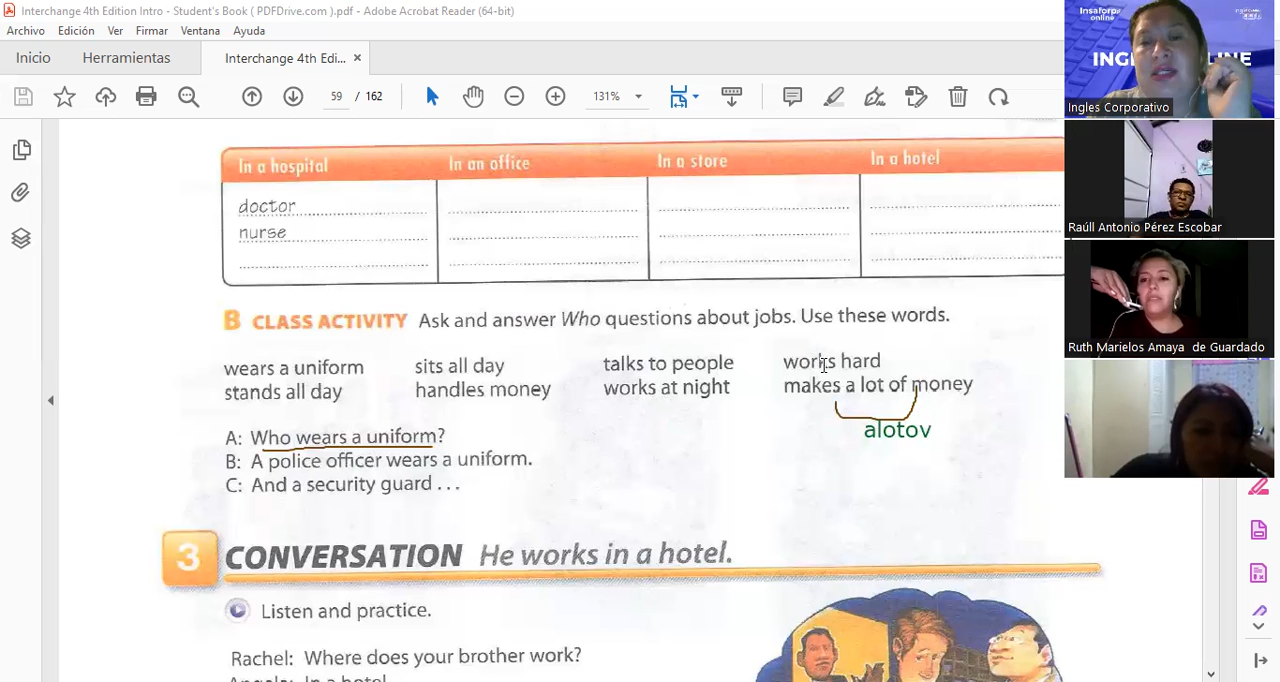 Interchange 4th Edition Intro - Student's Book ( PDFDrive.com ).pdf - Adobe Acrobat Reader (64-bit)
Archivo Edición Ver Firmar Ventana Ayuda
Inicio Herramientas Interchange 4th Edi... ×
59 / 162 131%
In a hospital In an office In a store In a hotel
doctor
nurse
B CLASS ACTIVITY Ask and answer Who questions about jobs. Use these words.
wears a uniform sits all day talks to people works hard
stands all day handles money works at night makes a lot of money
alotov
A: Who wears a uniform?
B: A police officer wears a uniform.
C: And a security guard . . .
3 CONVERSATION He works in a hotel.
Listen and practice.
Rachel: Where does your brother work?
Insaforp online
Ingles Corporativo
Raúll Antonio Pérez Escobar
Ruth Marielos Amaya de Guardado